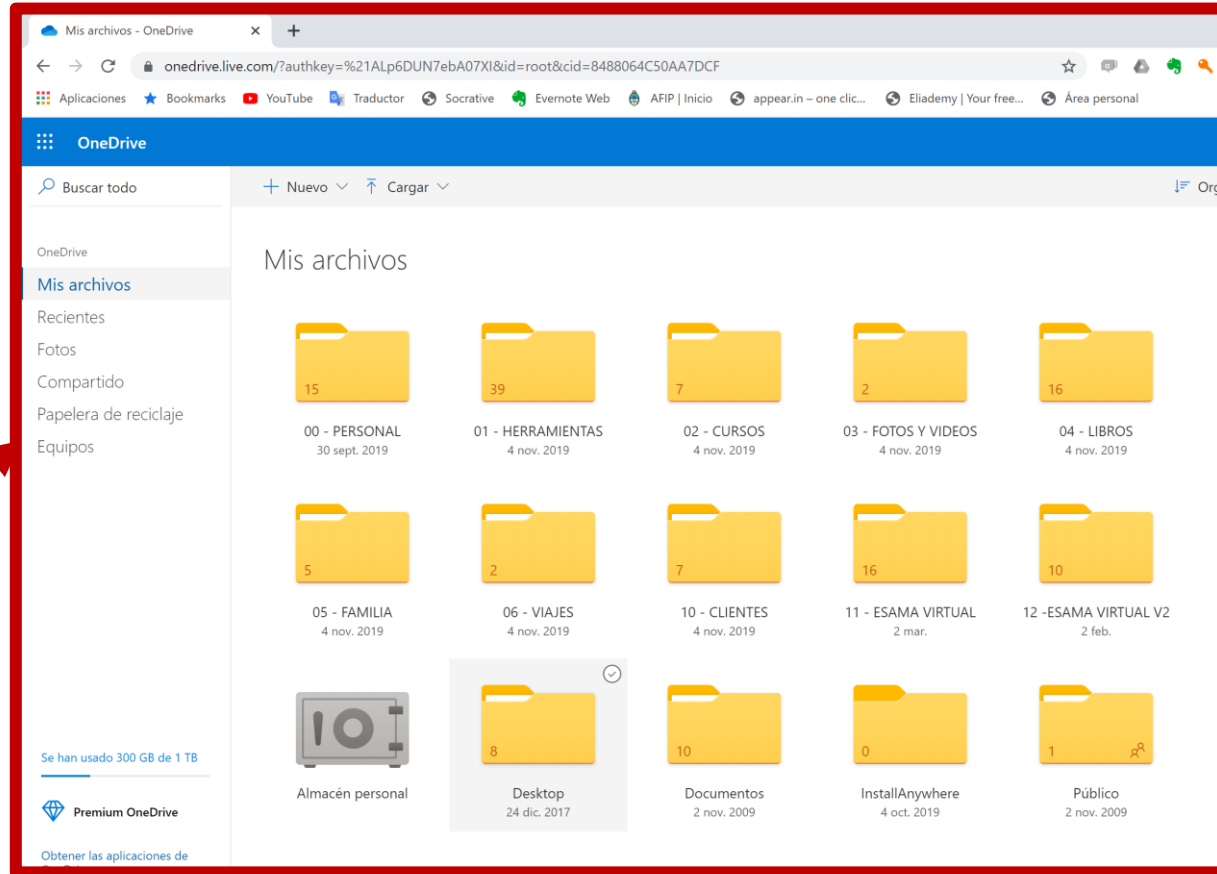 Mis archivos - OneDrive
onedrive.live.com/?authkey=%21ALp6DUN7ebA07XI&id=root&cid=8488064C50AA7DCF
Aplicaciones Bookmarks YouTube Traductor Socrative Evernote Web AFIP | Inicio appear.in – one clic... Eliademy | Your free... Área personal
OneDrive
Buscar todo
Nuevo Cargar
OneDrive
Mis archivos
Recientes
Fotos
Compartido
Papelera de reciclaje
Equipos
Se han usado 300 GB de 1 TB
Premium OneDrive
Obtener las aplicaciones de
Mis archivos
15 39 7 2 16
00 - PERSONAL 01 - HERRAMIENTAS 02 - CURSOS 03 - FOTOS Y VIDEOS 04 - LIBROS
30 sept. 2019 4 nov. 2019 4 nov. 2019 4 nov. 2019 4 nov. 2019
5 2 7 16 10
05 - FAMILIA 06 - VIAJES 10 - CLIENTES 11 - ESAMA VIRTUAL 12 -ESAMA VIRTUAL V2
4 nov. 2019 4 nov. 2019 4 nov. 2019 2 mar. 2 feb.
8 10 0 1
Almacén personal Desktop Documentos InstallAnywhere Público
24 dic. 2017 2 nov. 2009 4 oct. 2019 2 nov. 2009